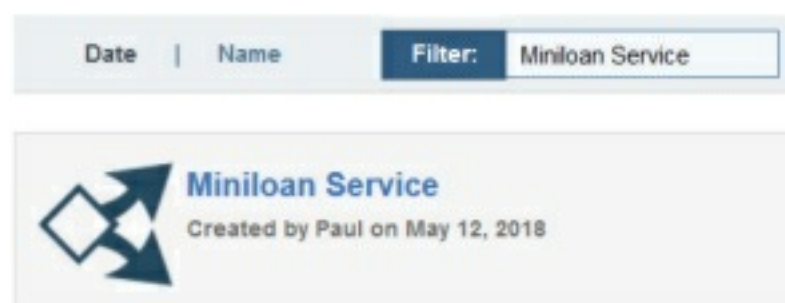 Date | Name Filter: Miniloan Service
Miniloan Service
Created by Paul on May 12, 2018